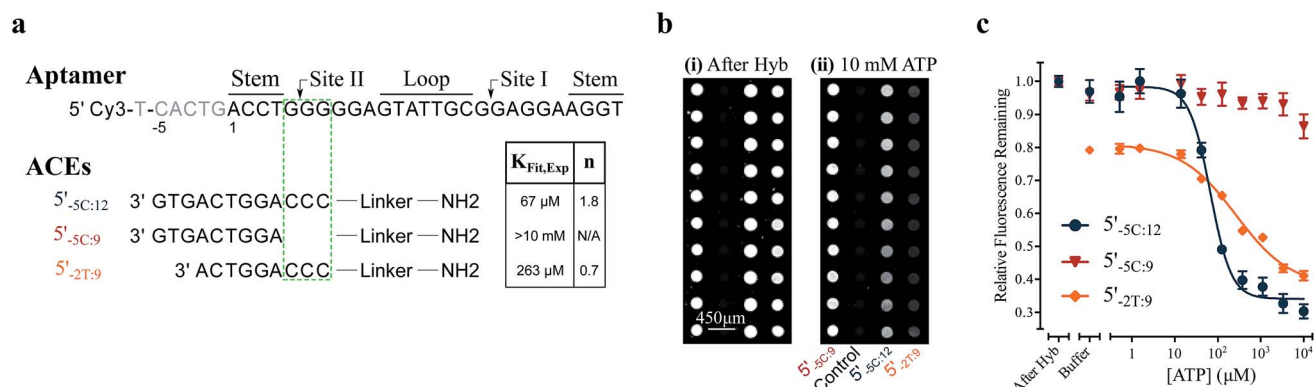 a
Aptamer
Stem Site II Loop Site I Stem
5' Cy3-T-CACTGACCTGGGGGAGTATTGCGGAGGAAGGT
-5 1
ACEs
5'-5C:12 3' GTGACTGGACCC — Linker — NH2
5'-5C:9 3' GTGACTGGA — Linker — NH2
5'-2T:9 3' ACTGGACCC — Linker — NH2
KFit,Exp n
67 µM 1.8
>10 mM N/A
263 µM 0.7
b
(i) After Hyb (ii) 10 mM ATP
450µm
5'-5C:9 Control 5'-5C:12 5'-2T:9
c
Relative Fluorescence Remaining
1.0
0.9
0.8
0.7
0.6
0.5
0.4
0.3
5'-5C:12
5'-5C:9
5'-2T:9
After Hyb Buffer 1 10 10² 10³ 10⁴
[ATP] (µM)